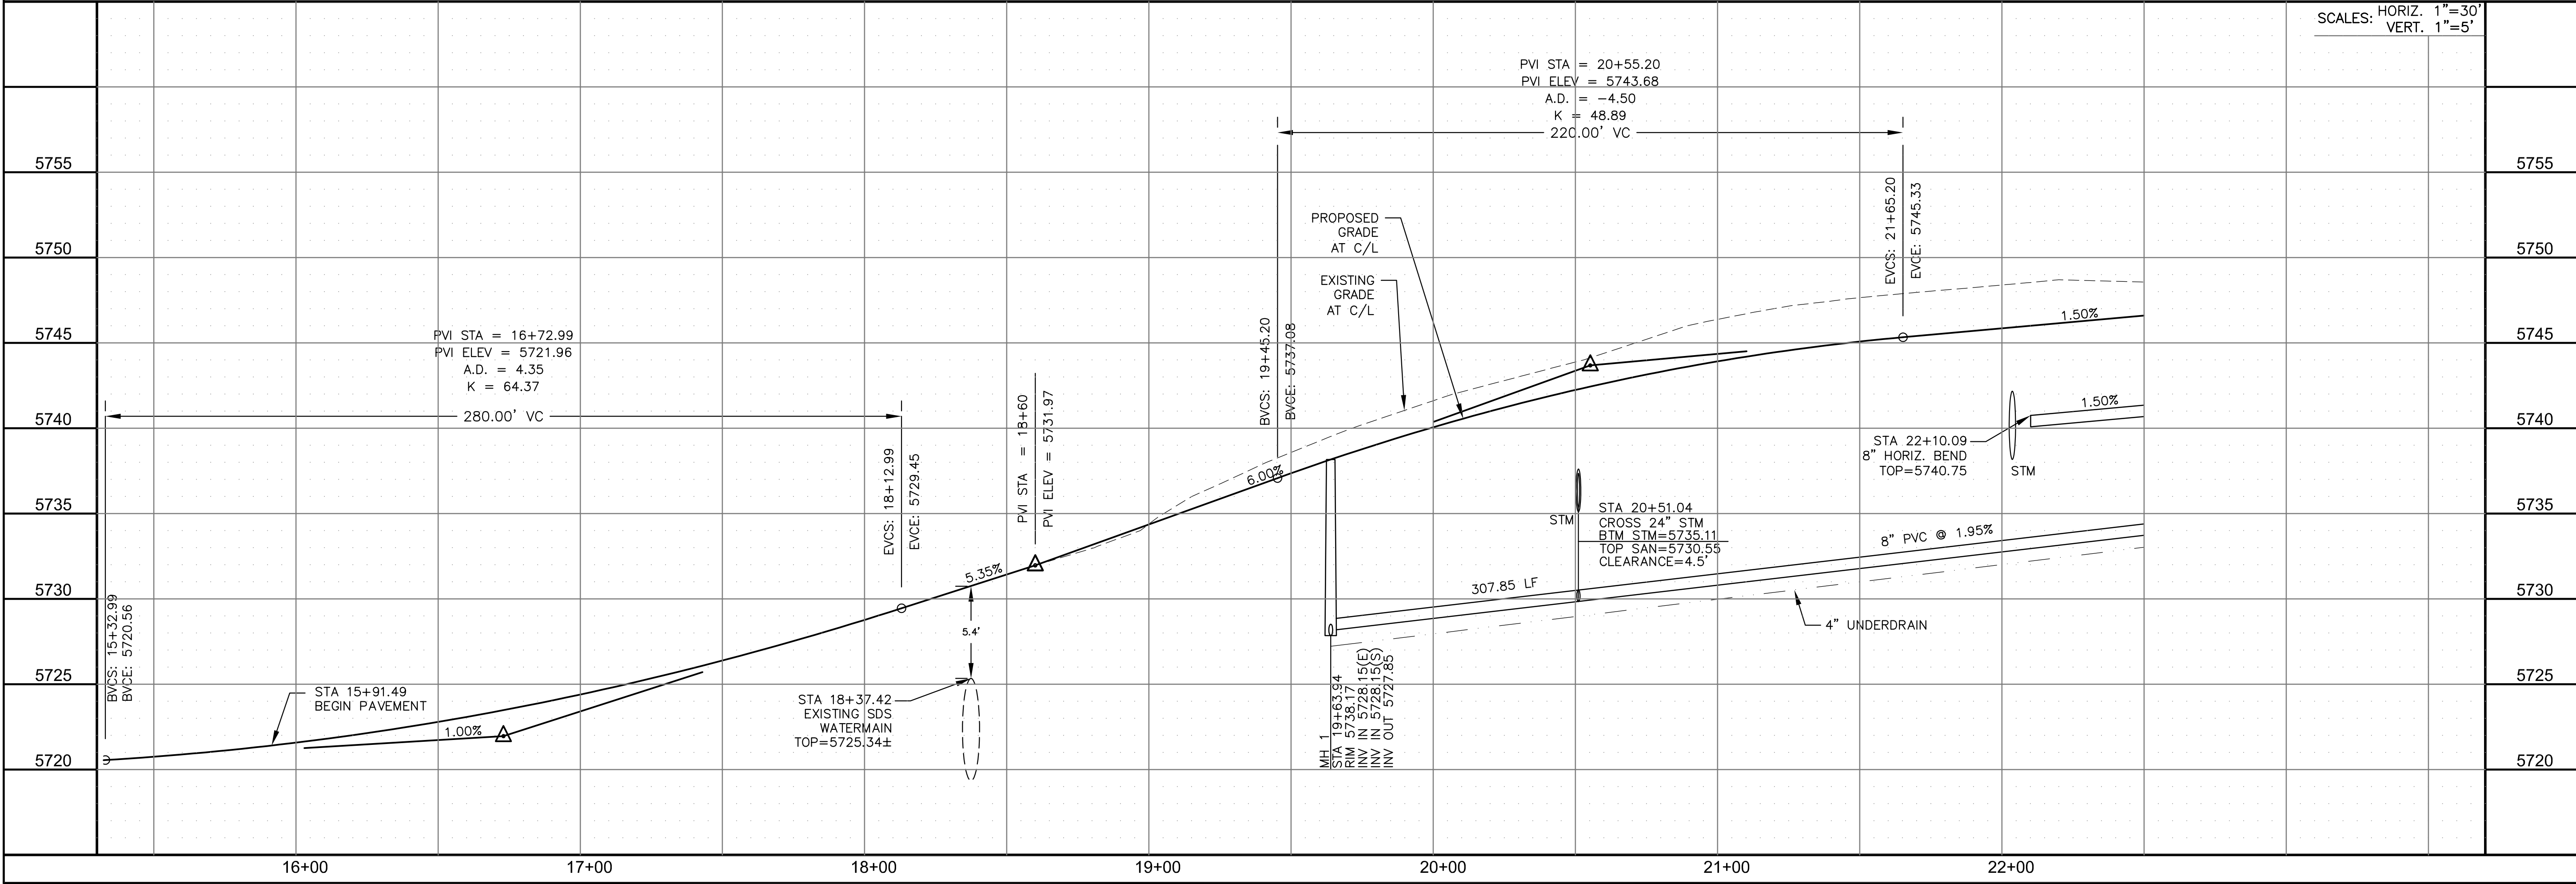 SCALES: HORIZ. 1"=30'
VERT. 1"=5'
PVI STA = 20+55.20
PVI ELEV = 5743.68
A.D. = -4.50
K = 48.89
220.00' VC
5755
5755
5750
5750
5745
5745
5740
5740
5735
5735
5730
5730
5725
5725
5720
5720
PVI STA = 16+72.99
PVI ELEV = 5721.96
A.D. = 4.35
K = 64.37
280.00' VC
BVCS: 15+32.99
BVCE: 5720.56
STA 15+91.49
BEGIN PAVEMENT
1.00%
EVCS: 18+12.99
EVCE: 5729.45
5.35%
5.4'
STA 18+37.42
EXISTING SDS
WATERMAIN
TOP=5725.34±
PVI STA = 18+60
PVI ELEV = 5731.97
BVCS: 19+45.20
BVCE: 5737.08
6.00%
PROPOSED
GRADE
AT C/L
EXISTING
GRADE
AT C/L
MH 1
STA 19+63.94
RIM 5738.17
INV IN 5728.15(E)
INV IN 5728.15(S)
INV OUT 5727.85
307.85 LF
STM
STA 20+51.04
CROSS 24" STM
BTM STM=5735.11
TOP SAN=5730.55
CLEARANCE=4.5'
8" PVC @ 1.95%
4" UNDERDRAIN
EVCS: 21+65.20
EVCE: 5745.33
1.50%
1.50%
STA 22+10.09
8" HORIZ. BEND
TOP=5740.75
STM
16+00
17+00
18+00
19+00
20+00
21+00
22+00